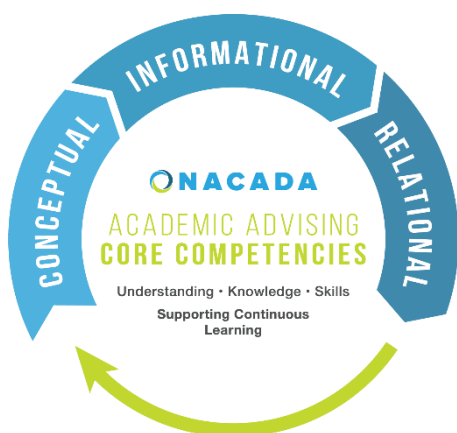 CONCEPTUAL
INFORMATIONAL
RELATIONAL
NACADA
ACADEMIC ADVISING
CORE COMPETENCIES
Understanding • Knowledge • Skills
Supporting Continuous
Learning